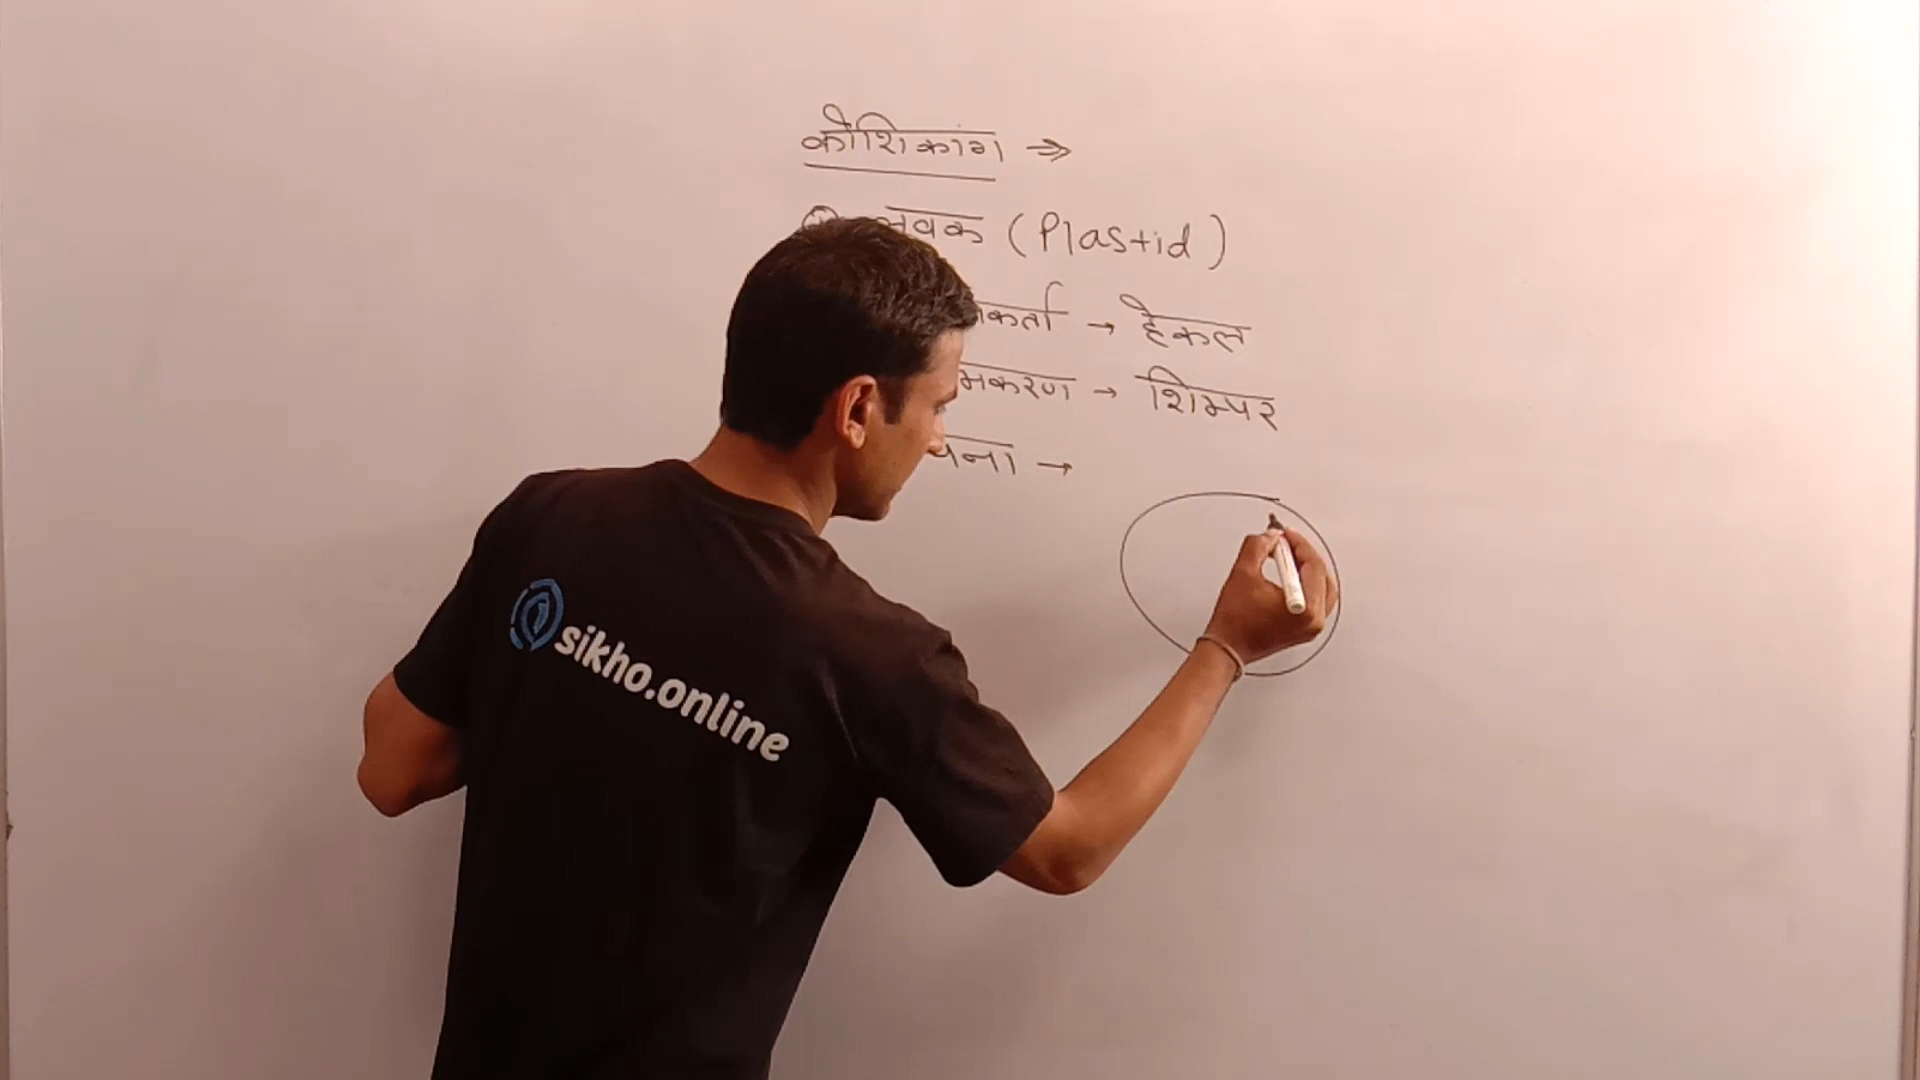 कोशिकांग →
लवक (Plastid)
कर्ता → हेकल
मकरण → शिम्पर
पना →
sikho.online